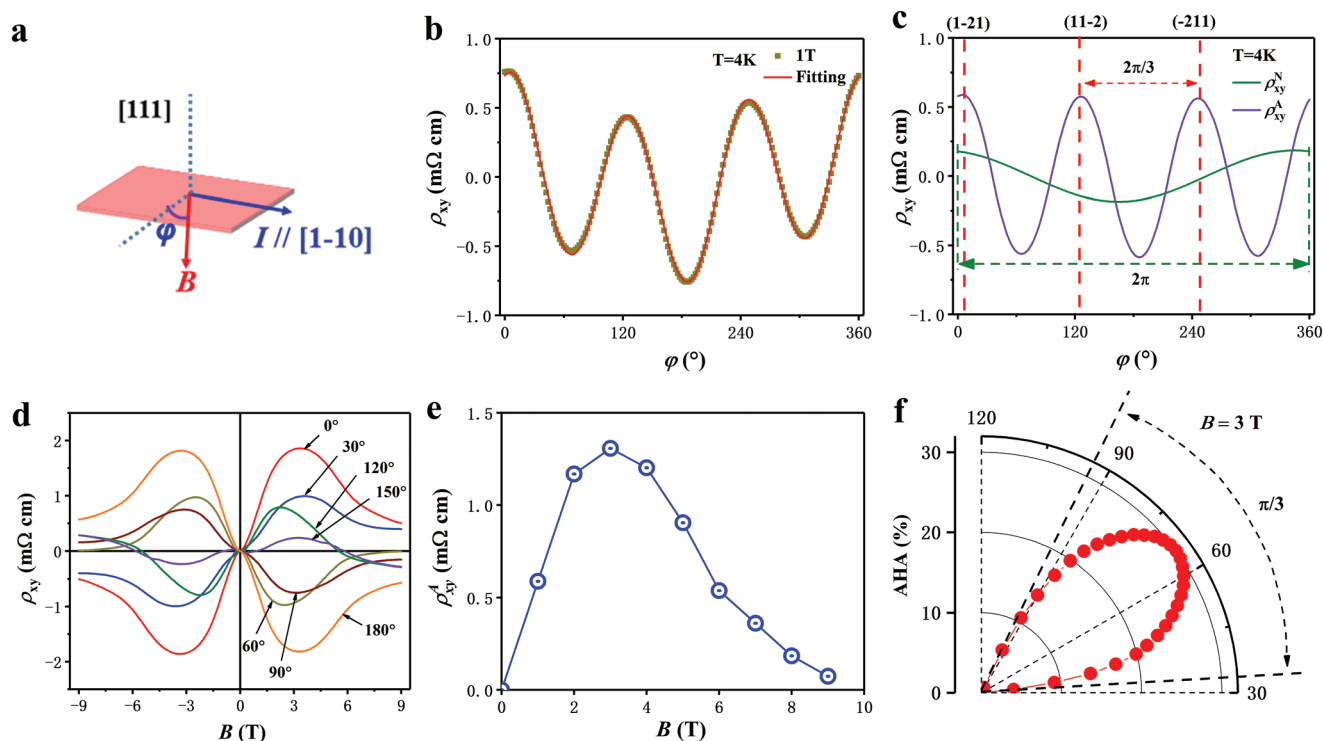 a
[111]
φ
I // [1-10]
B
b
T=4K
1T
Fitting
1.0
0.5
0.0
−0.5
−1.0
ρxy (mΩ cm)
0
120
240
360
φ (°)
c
(1-21)
(11-2)
(-211)
T=4K
2π/3
ρxy^N
ρxy^A
2π
1.0
0.5
0.0
−0.5
−1.0
ρxy (mΩ cm)
0
120
240
360
φ (°)
d
0°
30°
120°
150°
60°
90°
180°
2
1
0
−1
−2
ρxy (mΩ cm)
−9
−6
−3
0
3
6
9
B (T)
e
1.5
1.0
0.5
0.0
ρxy^A (mΩ cm)
0
2
4
6
8
10
B (T)
f
B = 3 T
120
90
60
30
π/3
30
20
10
0
AHA (%)